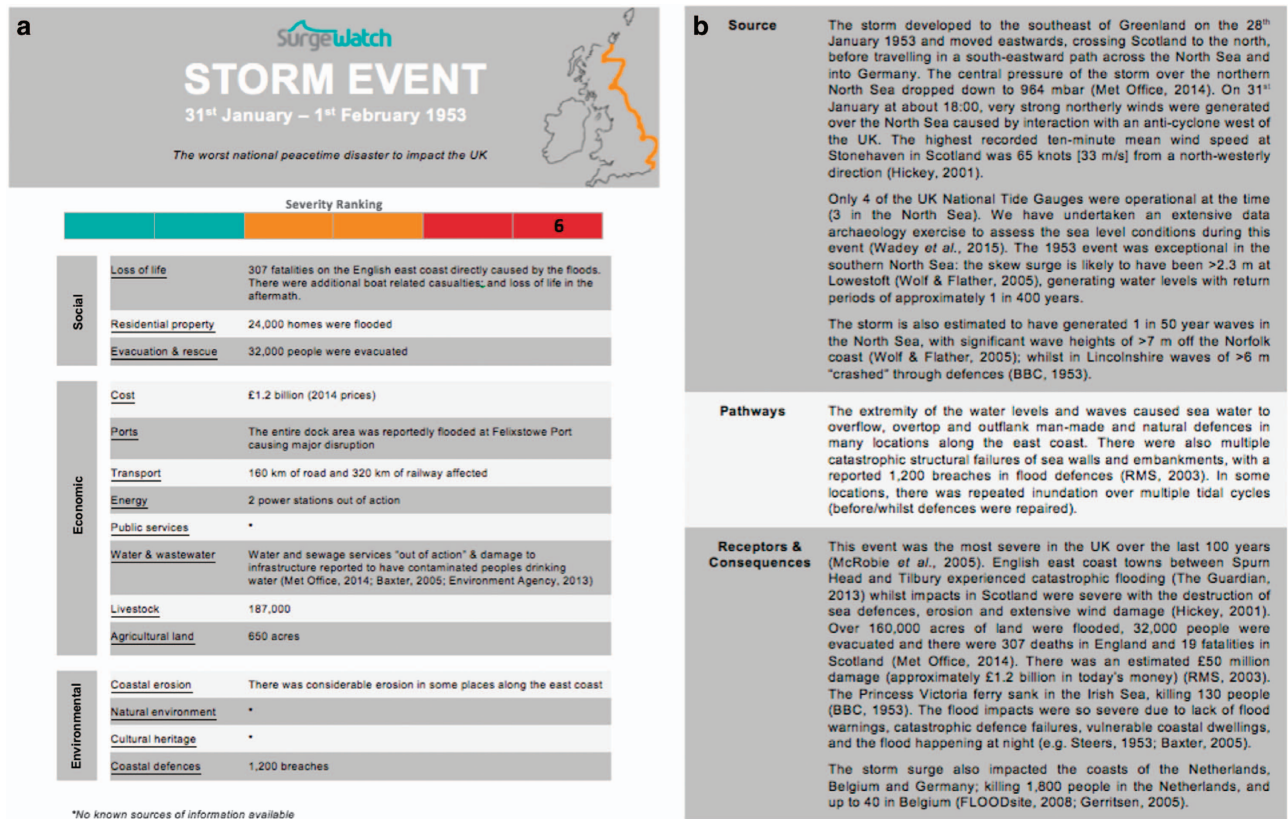 a
SurgeWatch
STORM EVENT
31st January – 1st February 1953
The worst national peacetime disaster to impact the UK
Severity Ranking
6
Social
Loss of life
307 fatalities on the English east coast directly caused by the floods.
There were additional boat related casualties; and loss of life in the
aftermath.
Residential property
24,000 homes were flooded
Evacuation & rescue
32,000 people were evacuated
Economic
Cost
£1.2 billion (2014 prices)
Ports
The entire dock area was reportedly flooded at Felixstowe Port
causing major disruption
Transport
160 km of road and 320 km of railway affected
Energy
2 power stations out of action
Public services
*
Water & wastewater
Water and sewage services "out of action" & damage to
infrastructure reported to have contaminated peoples drinking
water (Met Office, 2014; Baxter, 2005; Environment Agency, 2013)
Livestock
187,000
Agricultural land
650 acres
Environmental
Coastal erosion
There was considerable erosion in some places along the east coast
Natural environment
*
Cultural heritage
*
Coastal defences
1,200 breaches
*No known sources of information available
b
Source
The storm developed to the southeast of Greenland on the 28th
January 1953 and moved eastwards, crossing Scotland to the north,
before travelling in a south-eastward path across the North Sea and
into Germany. The central pressure of the storm over the northern
North Sea dropped down to 964 mbar (Met Office, 2014). On 31st
January at about 18:00, very strong northerly winds were generated
over the North Sea caused by interaction with an anti-cyclone west of
the UK. The highest recorded ten-minute mean wind speed at
Stonehaven in Scotland was 65 knots [33 m/s] from a north-westerly
direction (Hickey, 2001).
Only 4 of the UK National Tide Gauges were operational at the time
(3 in the North Sea). We have undertaken an extensive data
archaeology exercise to assess the sea level conditions during this
event (Wadey et al., 2015). The 1953 event was exceptional in the
southern North Sea: the skew surge is likely to have been >2.3 m at
Lowestoft (Wolf & Flather, 2005), generating water levels with return
periods of approximately 1 in 400 years.
The storm is also estimated to have generated 1 in 50 year waves in
the North Sea, with significant wave heights of >7 m off the Norfolk
coast (Wolf & Flather, 2005); whilst in Lincolnshire waves of >6 m
"crashed" through defences (BBC, 1953).
Pathways
The extremity of the water levels and waves caused sea water to
overflow, overtop and outflank man-made and natural defences in
many locations along the east coast. There were also multiple
catastrophic structural failures of sea walls and embankments, with a
reported 1,200 breaches in flood defences (RMS, 2003). In some
locations, there was repeated inundation over multiple tidal cycles
(before/whilst defences were repaired).
Receptors &
Consequences
This event was the most severe in the UK over the last 100 years
(McRobie et al., 2005). English east coast towns between Spurn
Head and Tilbury experienced catastrophic flooding (The Guardian,
2013) whilst impacts in Scotland were severe with the destruction of
sea defences, erosion and extensive wind damage (Hickey, 2001).
Over 160,000 acres of land were flooded, 32,000 people were
evacuated and there were 307 deaths in England and 19 fatalities in
Scotland (Met Office, 2014). There was an estimated £50 million
damage (approximately £1.2 billion in today's money) (RMS, 2003).
The Princess Victoria ferry sank in the Irish Sea, killing 130 people
(BBC, 1953). The flood impacts were so severe due to lack of flood
warnings, catastrophic defence failures, vulnerable coastal dwellings,
and the flood happening at night (e.g. Steers, 1953; Baxter, 2005).
The storm surge also impacted the coasts of the Netherlands,
Belgium and Germany; killing 1,800 people in the Netherlands, and
up to 40 in Belgium (FLOODsite, 2008; Gerritsen, 2005).